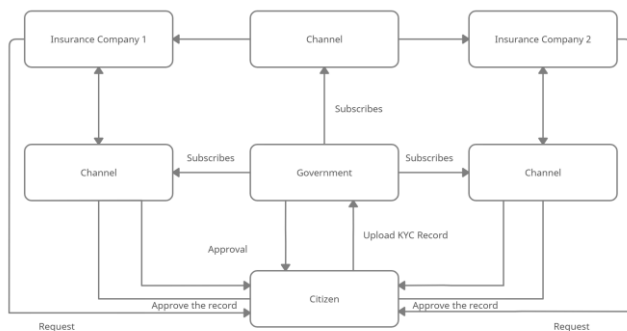 Insurance Company 1
Channel
Insurance Company 2
Subscribes
Channel
Subscribes
Government
Subscribes
Channel
Approval
Upload KYC Record
Citizen
Approve the record
Approve the record
Request
Request